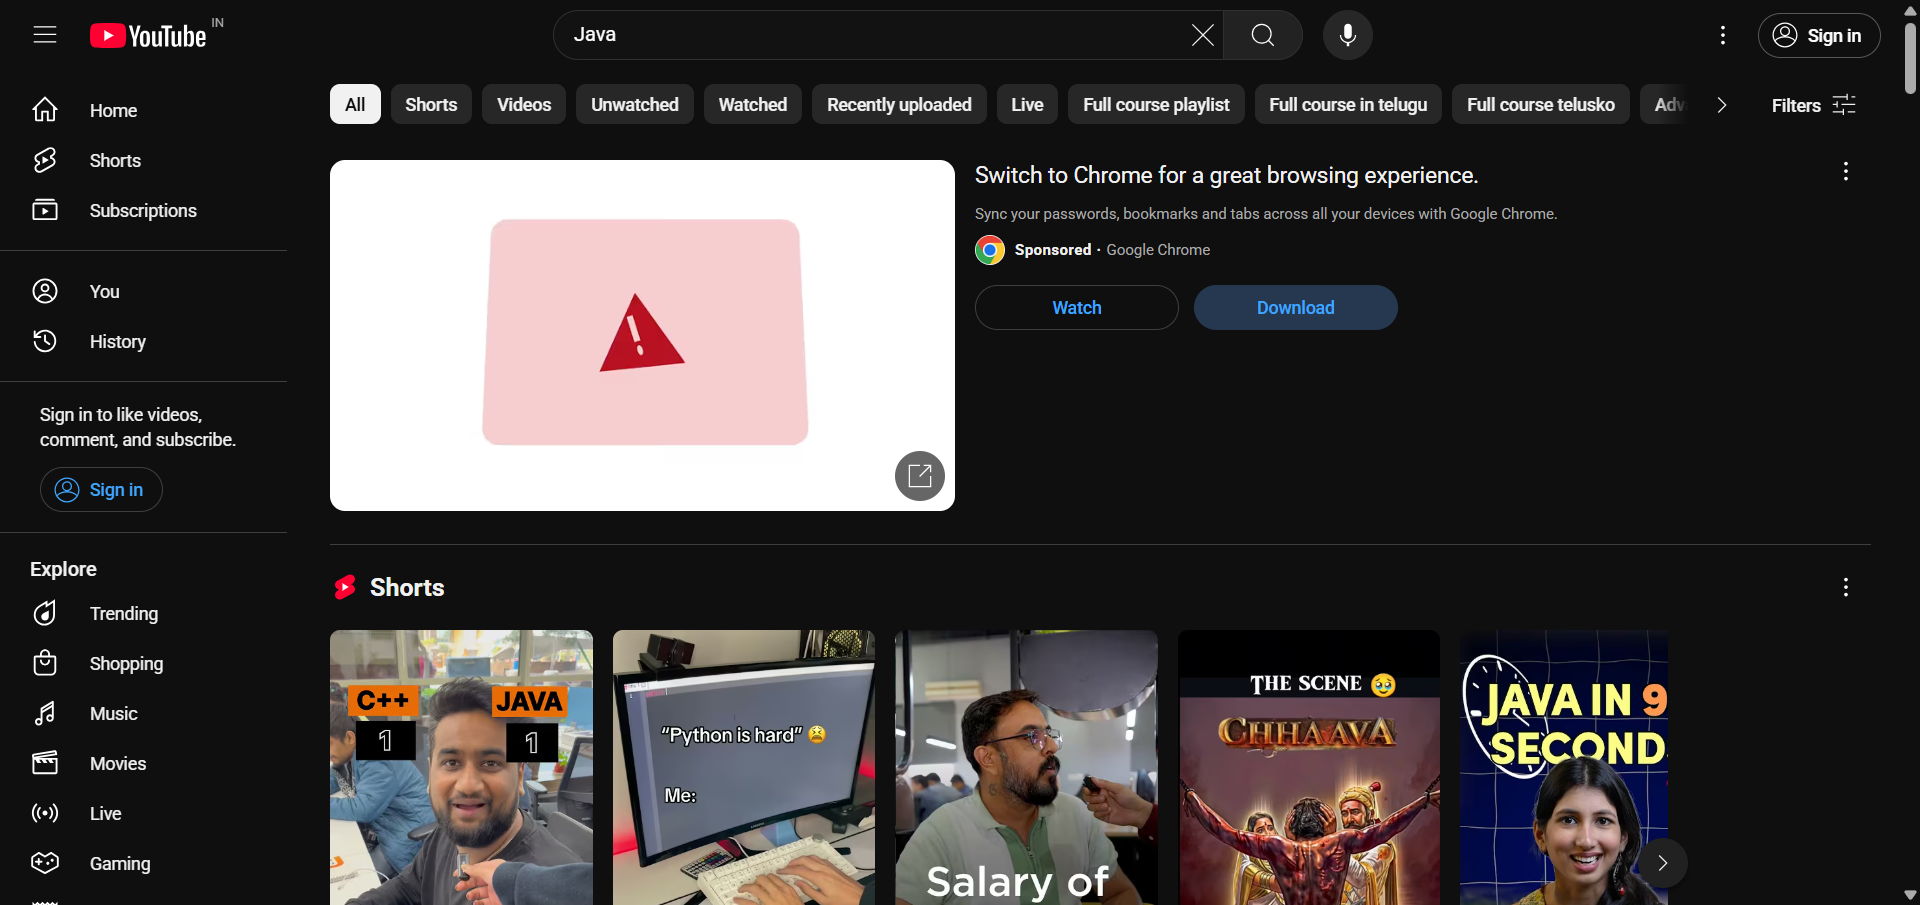 YouTube IN
Java
Sign in
Home
Shorts
Subscriptions
You
History
Sign in to like videos,
comment, and subscribe.
Sign in
Explore
Trending
Shopping
Music
Movies
Live
Gaming
All
Shorts
Videos
Unwatched
Watched
Recently uploaded
Live
Full course playlist
Full course in telugu
Full course telusko
Filters
Switch to Chrome for a great browsing experience.
Sync your passwords, bookmarks and tabs across all your devices with Google Chrome.
Sponsored · Google Chrome
Watch
Download
Shorts
C++
1
JAVA
1
"Python is hard" 😫
Me:
Salary of
THE SCENE 🥹
CHHAAVA
JAVA IN 9
SECOND